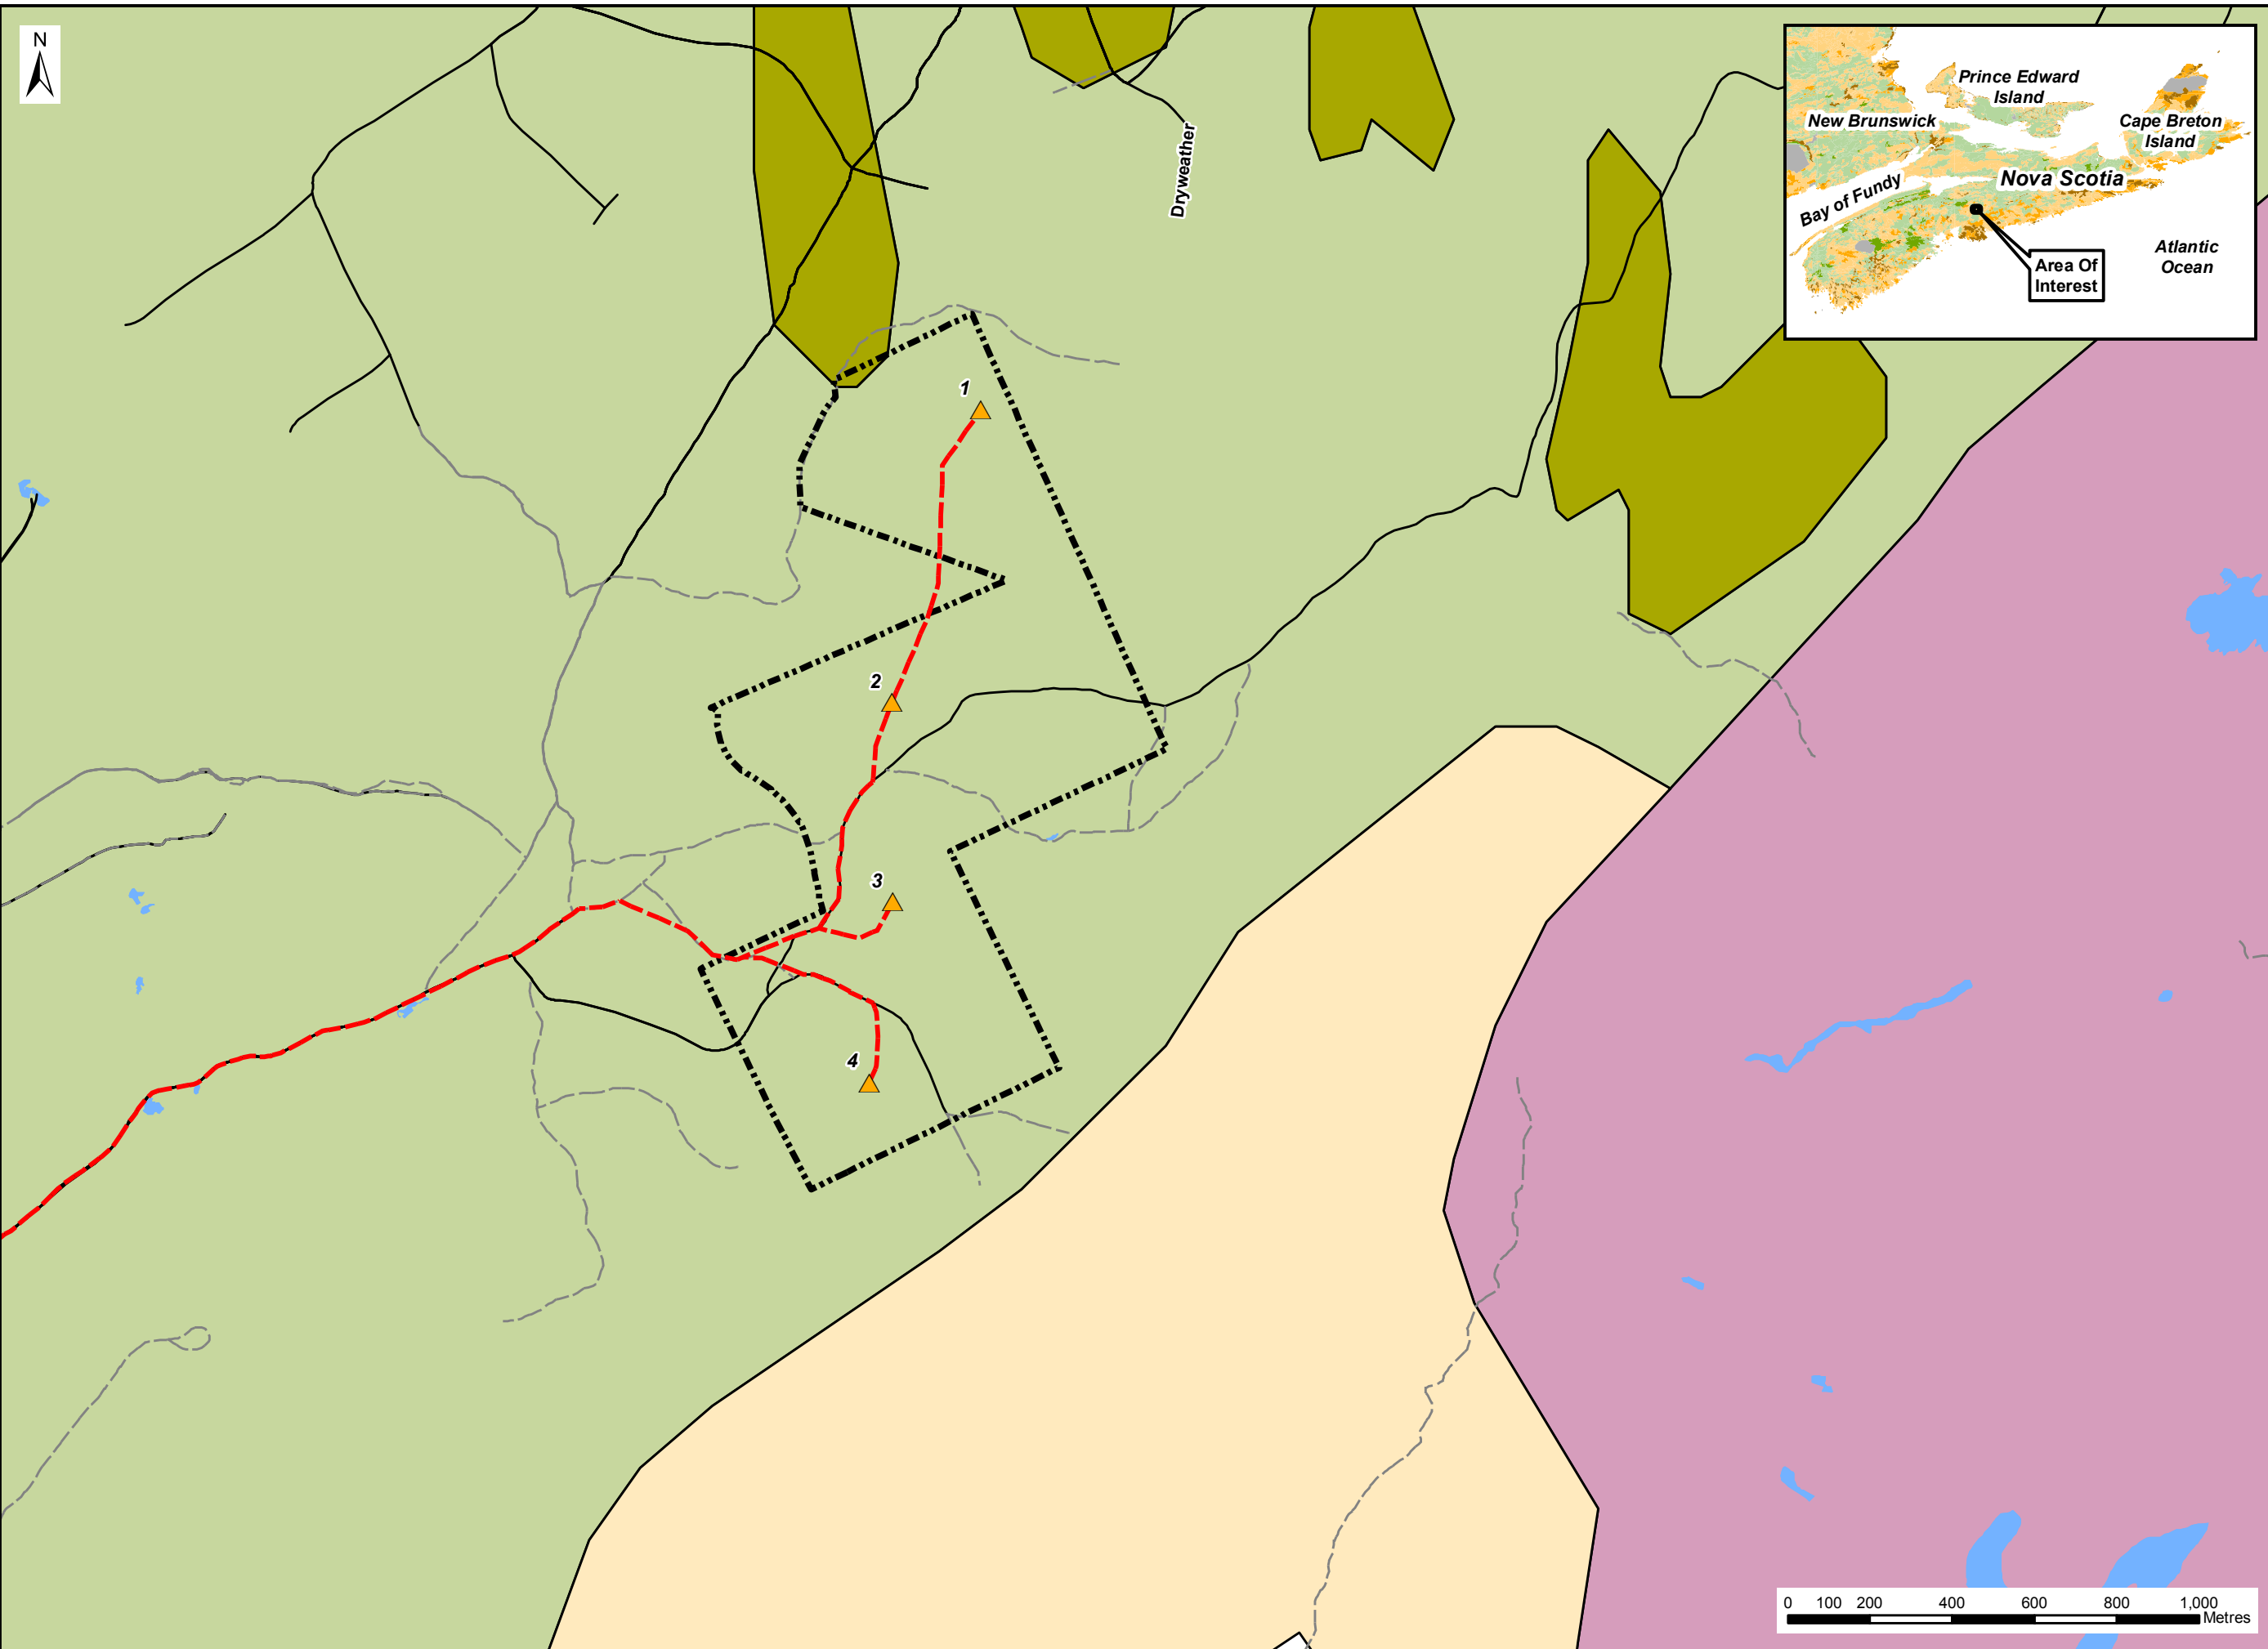 N
Dryweather
Prince Edward
Island
New Brunswick
Cape Breton
Island
Nova Scotia
Bay of Fundy
Atlantic
Ocean
Area Of
Interest
1
2
3
4
0 100 200 400 600 800 1,000
Metres